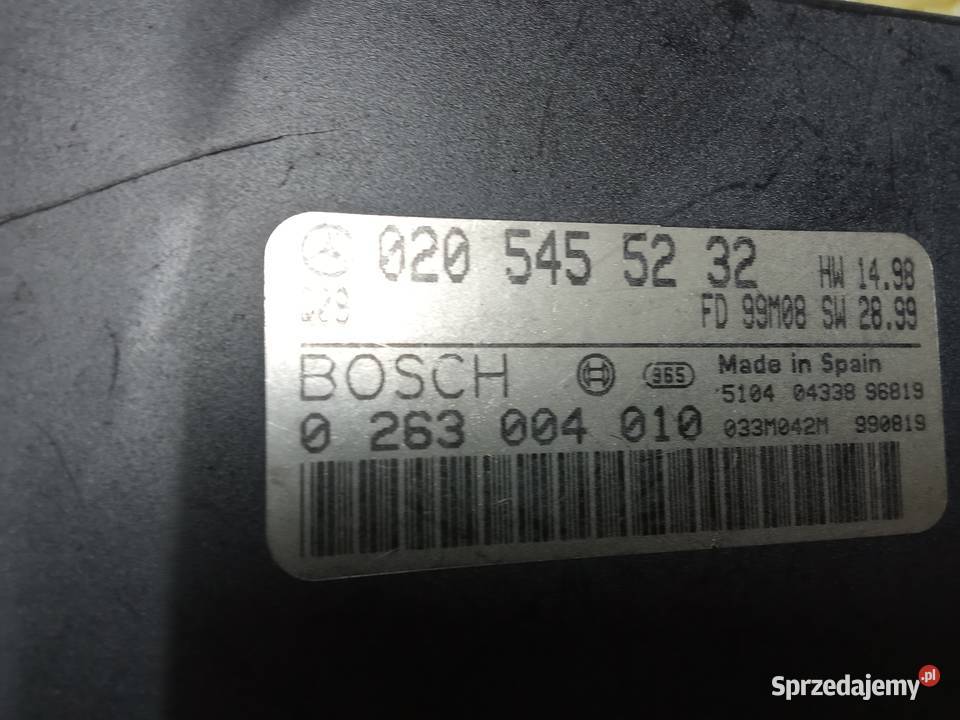 020 545 52 32 HW 14.98
FD 99M08 SW 28.99
BOSCH 965 Made in Spain
5104 04338 96819
0 263 004 010 033M042M 990819
Sprzedajemy.pl